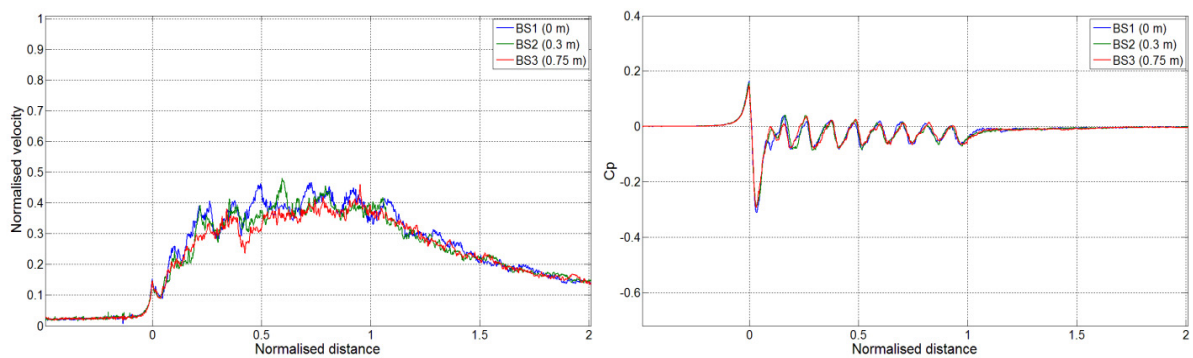 1
0.9
0.8
0.7
0.6
0.5
0.4
0.3
0.2
0.1
0
Normalised velocity
0 0.5 1 1.5 2
Normalised distance
BS1 (0 m)
BS2 (0.3 m)
BS3 (0.75 m)
0.4
0.2
0
-0.2
-0.4
-0.6
Cp
0 0.5 1 1.5 2
Normalised distance
BS1 (0 m)
BS2 (0.3 m)
BS3 (0.75 m)